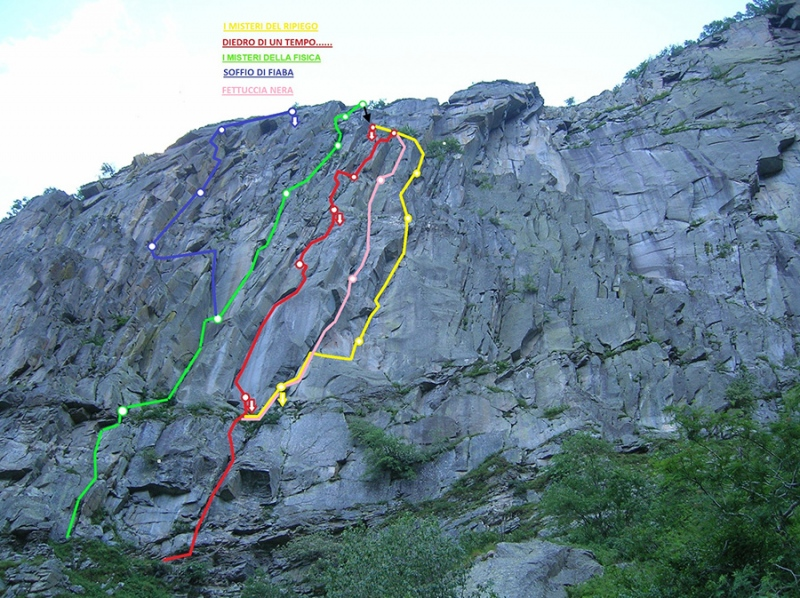 I MISTERI DEL RIPIEGO
DIEDRO DI UN TEMPO......
I MISTERI DELLA FISICA
SOFFIO DI FIABA
FETTUCCIA NERA